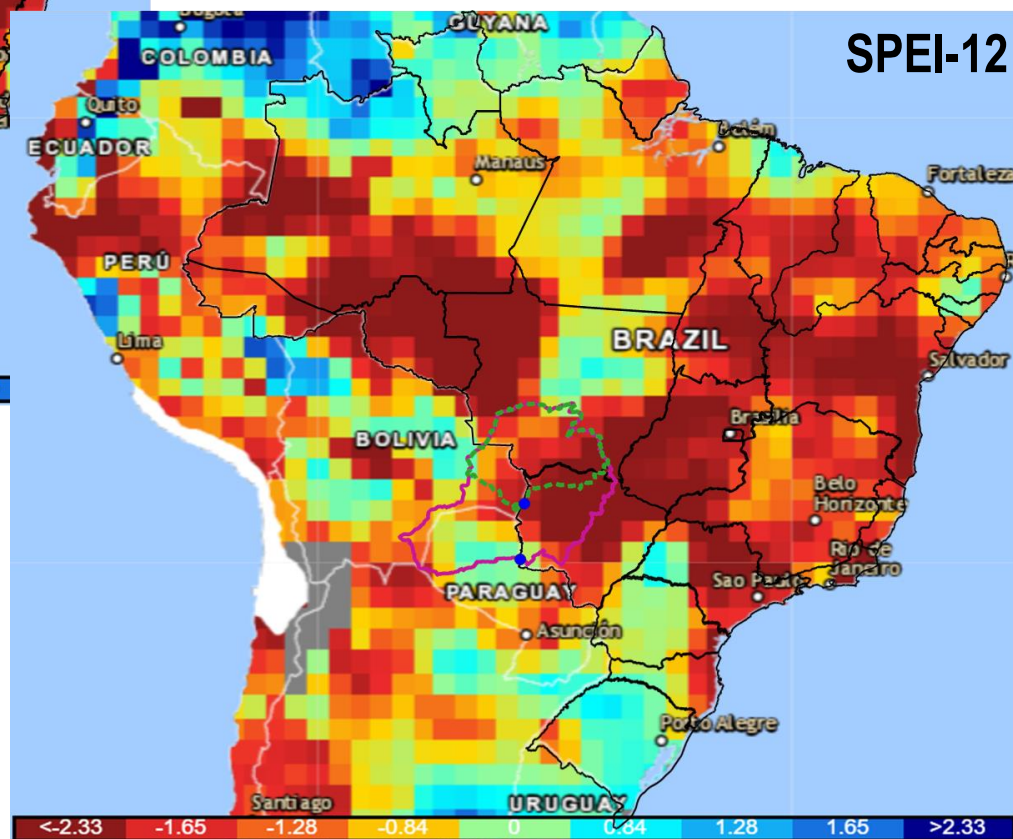 Bogotá
GUYANA
SPEI-12
COLOMBIA
Quito
ECUADOR
Belém
Manaus
Fortaleza
PERÚ
Lima
BRAZIL
Salvador
Brasília
BOLIVIA
Belo
Horizonte
Rio de
Janeiro
Sao Paulo
PARAGUAY
Asunción
Porto Alegre
Santiago
URUGUAY
<-2.33 -1.65 -1.28 -0.84 0 0.84 1.28 1.65 >2.33